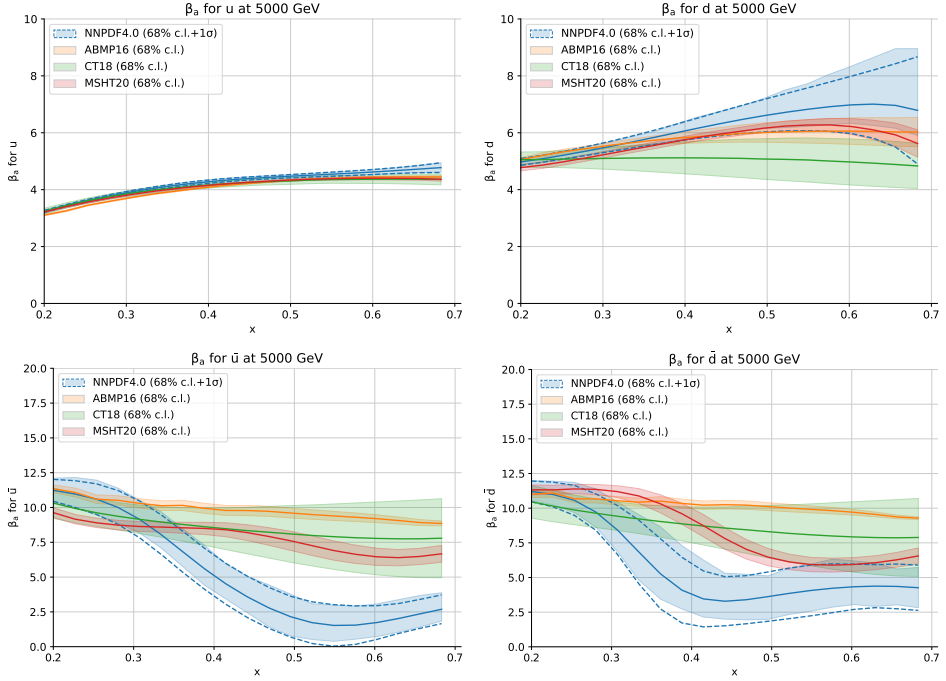 βa for u at 5000 GeV
NNPDF4.0 (68% c.l.+1σ)
ABMP16 (68% c.l.)
CT18 (68% c.l.)
MSHT20 (68% c.l.)
βa for u
10
8
6
4
2
0
0.2 0.3 0.4 0.5 0.6 0.7
x
βa for d at 5000 GeV
NNPDF4.0 (68% c.l.+1σ)
ABMP16 (68% c.l.)
CT18 (68% c.l.)
MSHT20 (68% c.l.)
βa for d
10
8
6
4
2
0
0.2 0.3 0.4 0.5 0.6 0.7
x
βa for ū at 5000 GeV
NNPDF4.0 (68% c.l.+1σ)
ABMP16 (68% c.l.)
CT18 (68% c.l.)
MSHT20 (68% c.l.)
βa for ū
20.0
17.5
15.0
12.5
10.0
7.5
5.0
2.5
0.0
0.2 0.3 0.4 0.5 0.6 0.7
x
βa for d̄ at 5000 GeV
NNPDF4.0 (68% c.l.+1σ)
ABMP16 (68% c.l.)
CT18 (68% c.l.)
MSHT20 (68% c.l.)
βa for d̄
20.0
17.5
15.0
12.5
10.0
7.5
5.0
2.5
0.0
0.2 0.3 0.4 0.5 0.6 0.7
x